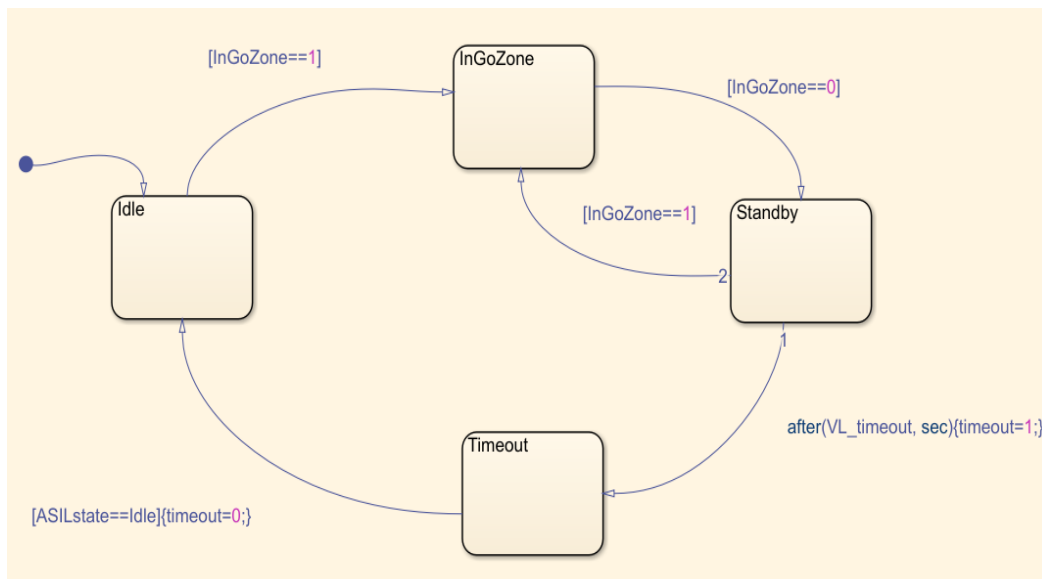 [InGoZone==1]
InGoZone
[InGoZone==0]
Idle
[InGoZone==1]
Standby
2
1
after(VL_timeout, sec){timeout=1;}
Timeout
[ASILstate==Idle]{timeout=0;}